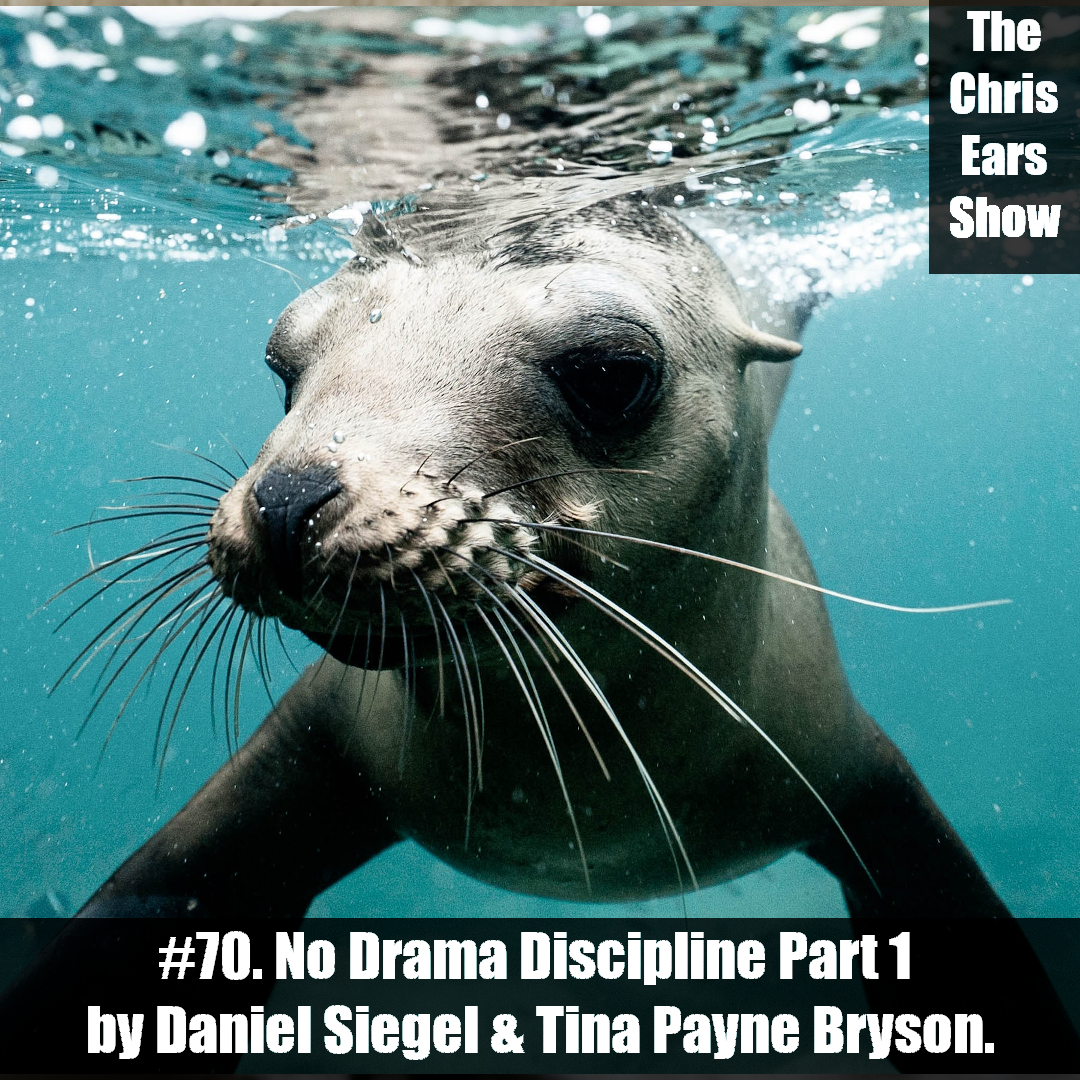 The
Chris
Ears
Show
#70. No Drama Discipline Part 1
by Daniel Siegel & Tina Payne Bryson.